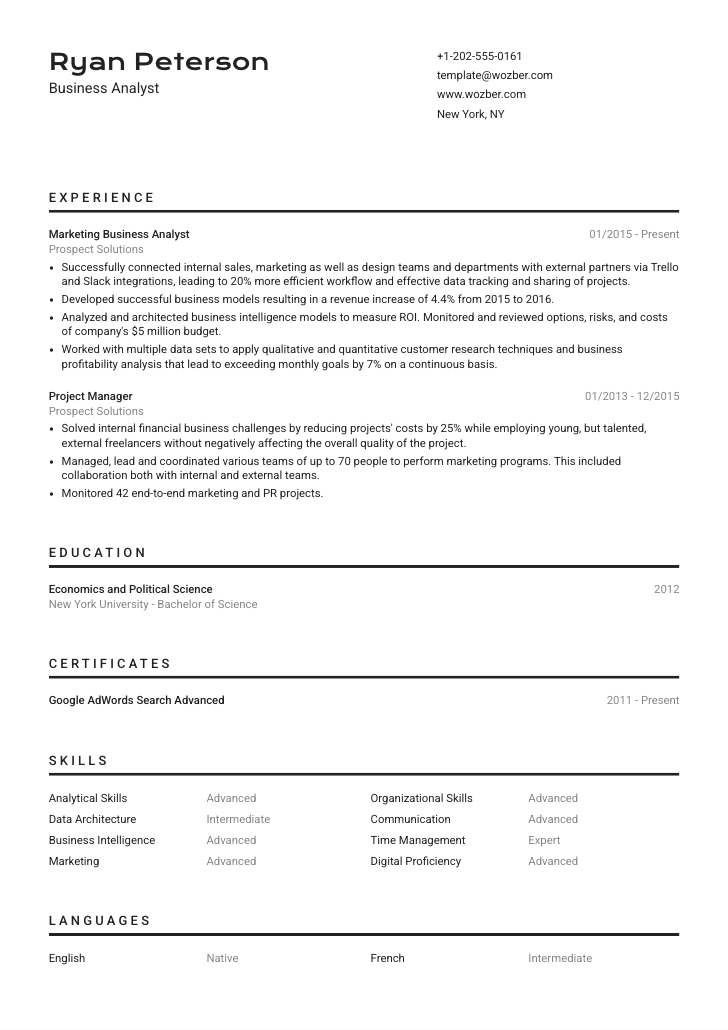 Ryan Peterson
Business Analyst
+1-202-555-0161
template@wozber.com
www.wozber.com
New York, NY
EXPERIENCE
Marketing Business Analyst 01/2015 - Present
Prospect Solutions
• Successfully connected internal sales, marketing as well as design teams and departments with external partners via Trello
and Slack integrations, leading to 20% more efficient workflow and effective data tracking and sharing of projects.
• Developed successful business models resulting in a revenue increase of 4.4% from 2015 to 2016.
• Analyzed and architected business intelligence models to measure ROI. Monitored and reviewed options, risks, and costs
of company's $5 million budget.
• Worked with multiple data sets to apply qualitative and quantitative customer research techniques and business
profitability analysis that lead to exceeding monthly goals by 7% on a continuous basis.
Project Manager 01/2013 - 12/2015
Prospect Solutions
• Solved internal financial business challenges by reducing projects' costs by 25% while employing young, but talented,
external freelancers without negatively affecting the overall quality of the project.
• Managed, lead and coordinated various teams of up to 70 people to perform marketing programs. This included
collaboration both with internal and external teams.
• Monitored 42 end-to-end marketing and PR projects.
EDUCATION
Economics and Political Science 2012
New York University - Bachelor of Science
CERTIFICATES
Google AdWords Search Advanced 2011 - Present
SKILLS
Analytical Skills Advanced Organizational Skills Advanced
Data Architecture Intermediate Communication Advanced
Business Intelligence Advanced Time Management Expert
Marketing Advanced Digital Proficiency Advanced
LANGUAGES
English Native French Intermediate